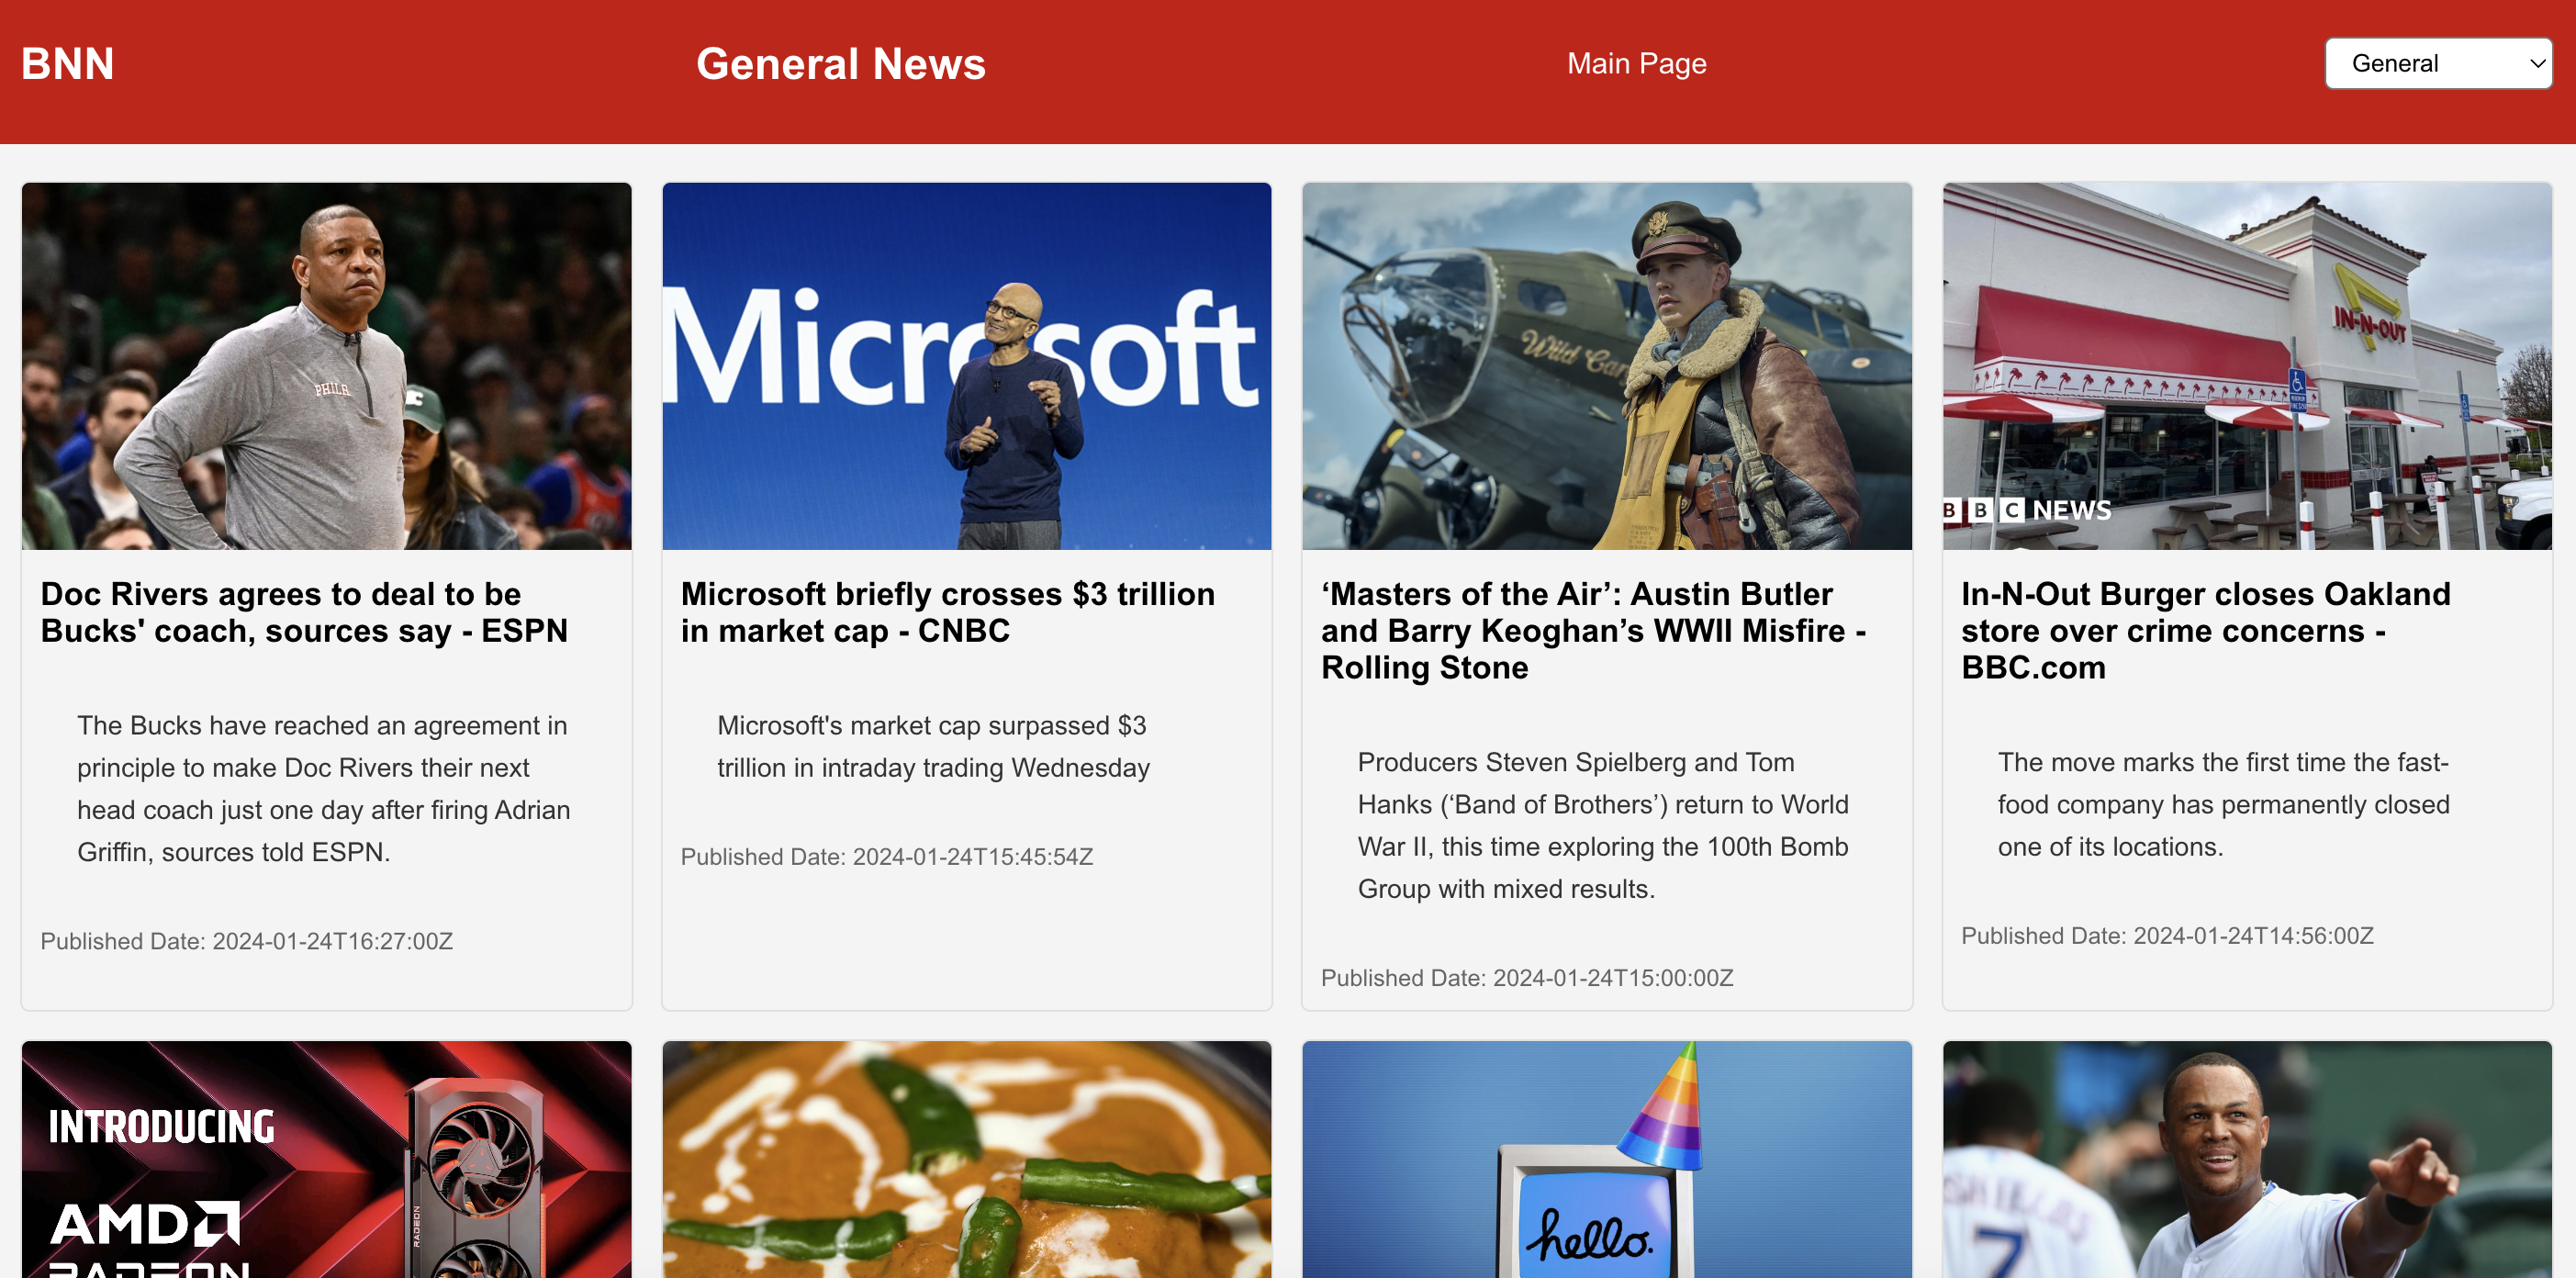 BNN
General News
Main Page
General
PHILA
Microsoft
Wild
IN-N-OUT
BBC NEWS
Doc Rivers agrees to deal to be
Bucks' coach, sources say - ESPN
The Bucks have reached an agreement in
principle to make Doc Rivers their next
head coach just one day after firing Adrian
Griffin, sources told ESPN.
Published Date: 2024-01-24T16:27:00Z
Microsoft briefly crosses $3 trillion
in market cap - CNBC
Microsoft's market cap surpassed $3
trillion in intraday trading Wednesday
Published Date: 2024-01-24T15:45:54Z
‘Masters of the Air’: Austin Butler
and Barry Keoghan’s WWII Misfire -
Rolling Stone
Producers Steven Spielberg and Tom
Hanks (‘Band of Brothers’) return to World
War II, this time exploring the 100th Bomb
Group with mixed results.
Published Date: 2024-01-24T15:00:00Z
In-N-Out Burger closes Oakland
store over crime concerns -
BBC.com
The move marks the first time the fast-
food company has permanently closed
one of its locations.
Published Date: 2024-01-24T14:56:00Z
INTRODUCING
AMD
RADEON
RADEON
hello.
7